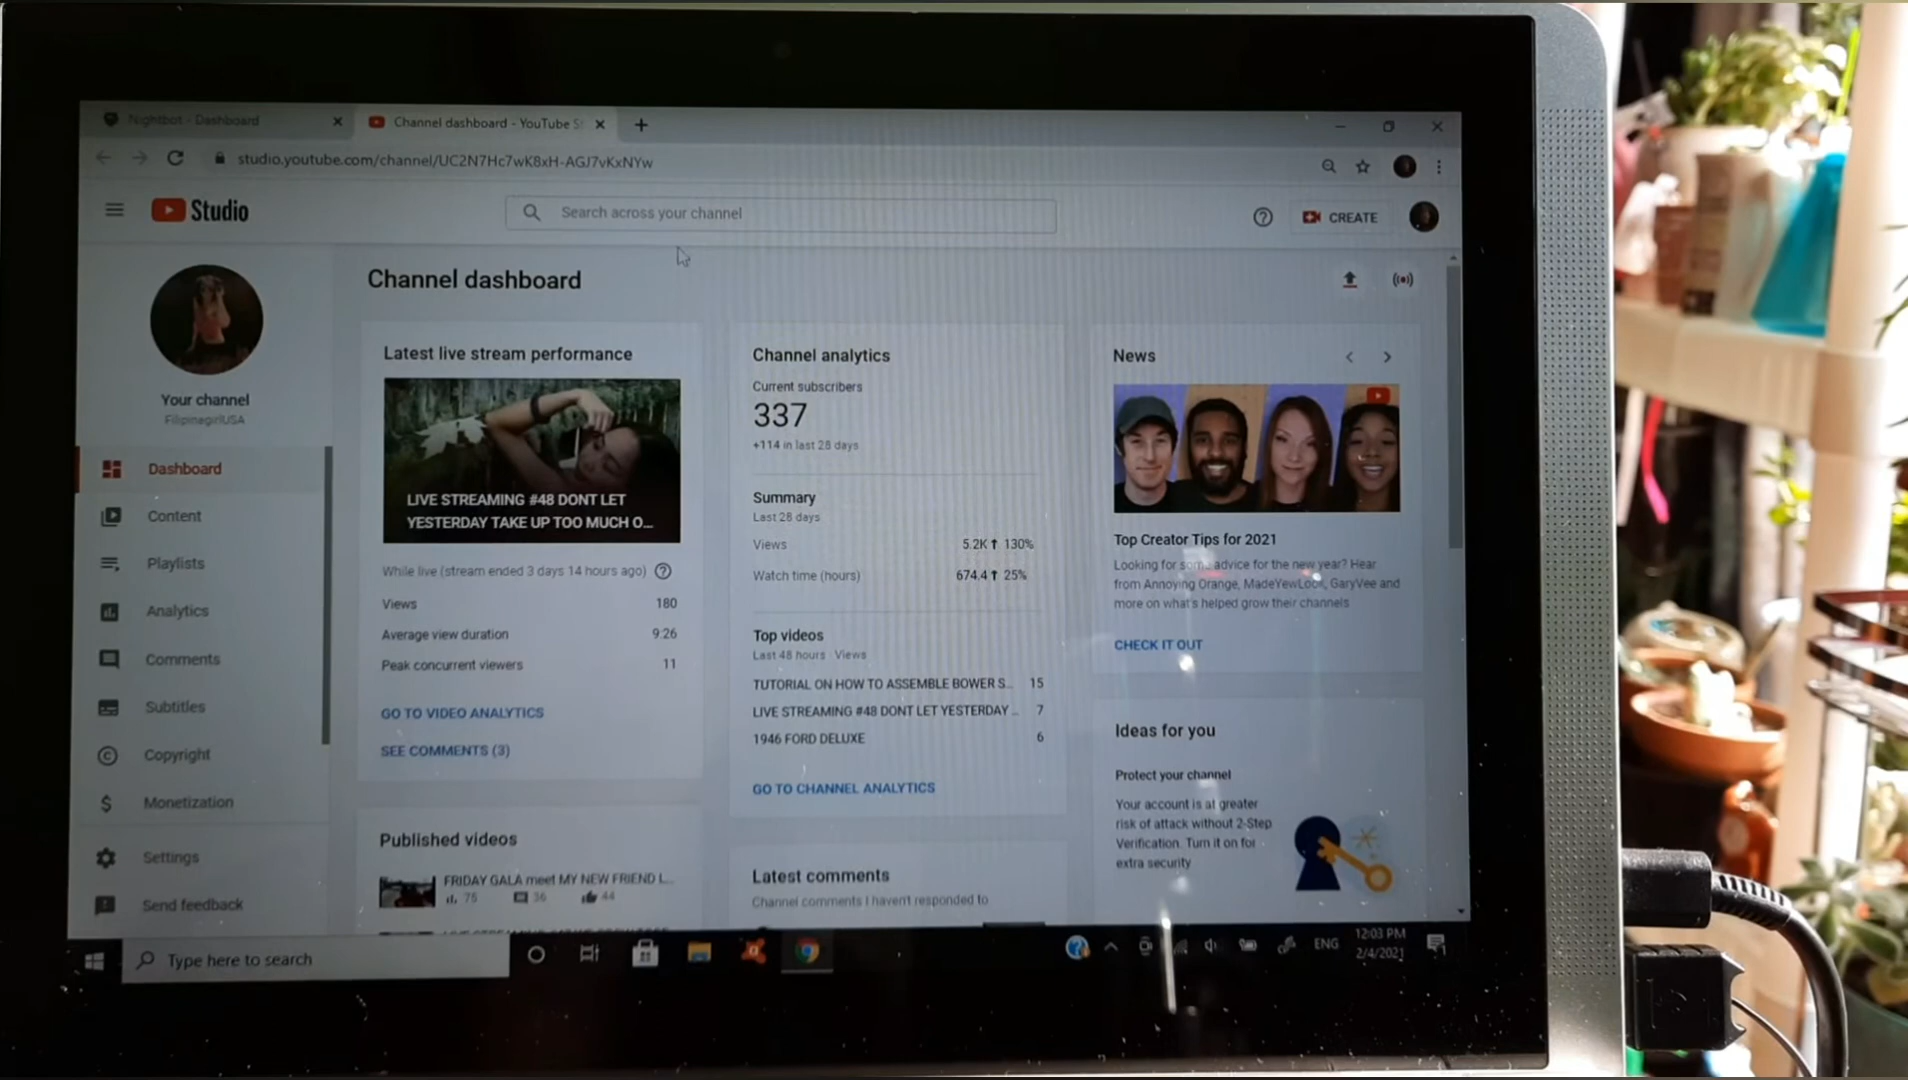 Nightbot - Dashboard
Channel dashboard - YouTube S
studio.youtube.com/channel/UC2N7Hc7wK8xH-AGJ7vKxNYw
Studio
Search across your channel
CREATE
Channel dashboard
Your channel
FilipinagirlUSA
Dashboard
Content
Playlists
Analytics
Comments
Subtitles
Copyright
Monetization
Settings
Send feedback
Latest live stream performance
LIVE STREAMING #48 DONT LET
YESTERDAY TAKE UP TOO MUCH O...
While live (stream ended 3 days 14 hours ago)
Views 180
Average view duration 9:26
Peak concurrent viewers 11
GO TO VIDEO ANALYTICS
SEE COMMENTS (3)
Published videos
FRIDAY GALA meet MY NEW FRIEND L...
75 36 44
Channel analytics
Current subscribers
337
+114 in last 28 days
Summary
Last 28 days
Views 5.2K 130%
Watch time (hours) 674.4 25%
Top videos
Last 48 hours · Views
TUTORIAL ON HOW TO ASSEMBLE BOWER S... 15
LIVE STREAMING #48 DONT LET YESTERDAY ... 7
1946 FORD DELUXE 6
GO TO CHANNEL ANALYTICS
Latest comments
Channel comments I haven't responded to
News
Top Creator Tips for 2021
Looking for some advice for the new year? Hear
from Annoying Orange, MadeYewLook, GaryVee and
more on what's helped grow their channels
CHECK IT OUT
Ideas for you
Protect your channel
Your account is at greater
risk of attack without 2-Step
Verification. Turn it on for
extra security
Type here to search
ENG
12:03 PM
2/4/2021